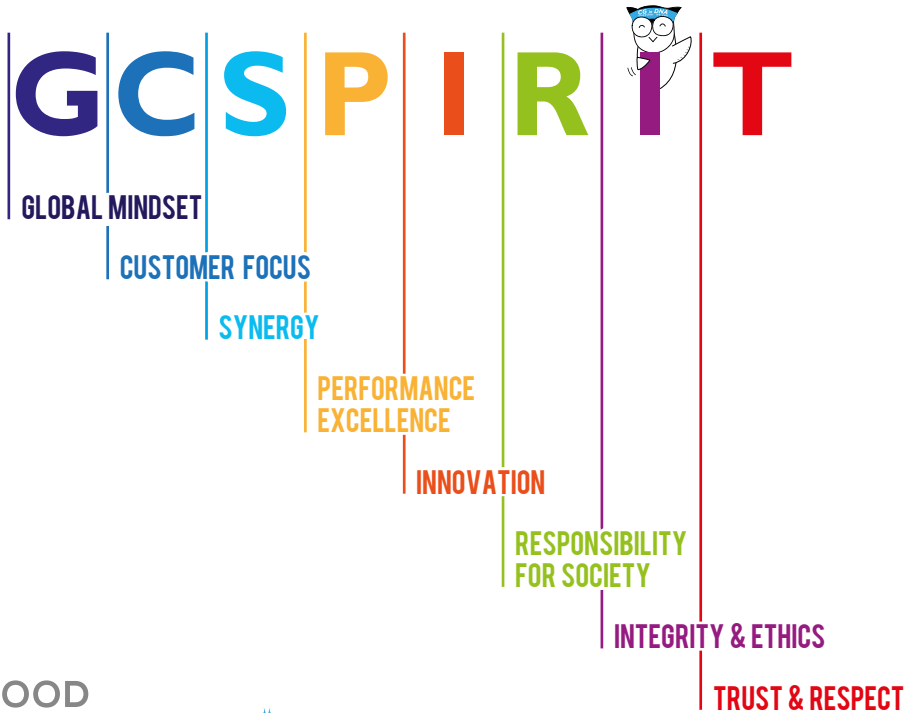 GCSPIRIT
GLOBAL MINDSET
CUSTOMER FOCUS
SYNERGY
PERFORMANCE
EXCELLENCE
INNOVATION
RESPONSIBILITY
FOR SOCIETY
INTEGRITY & ETHICS
TRUST & RESPECT
OOD